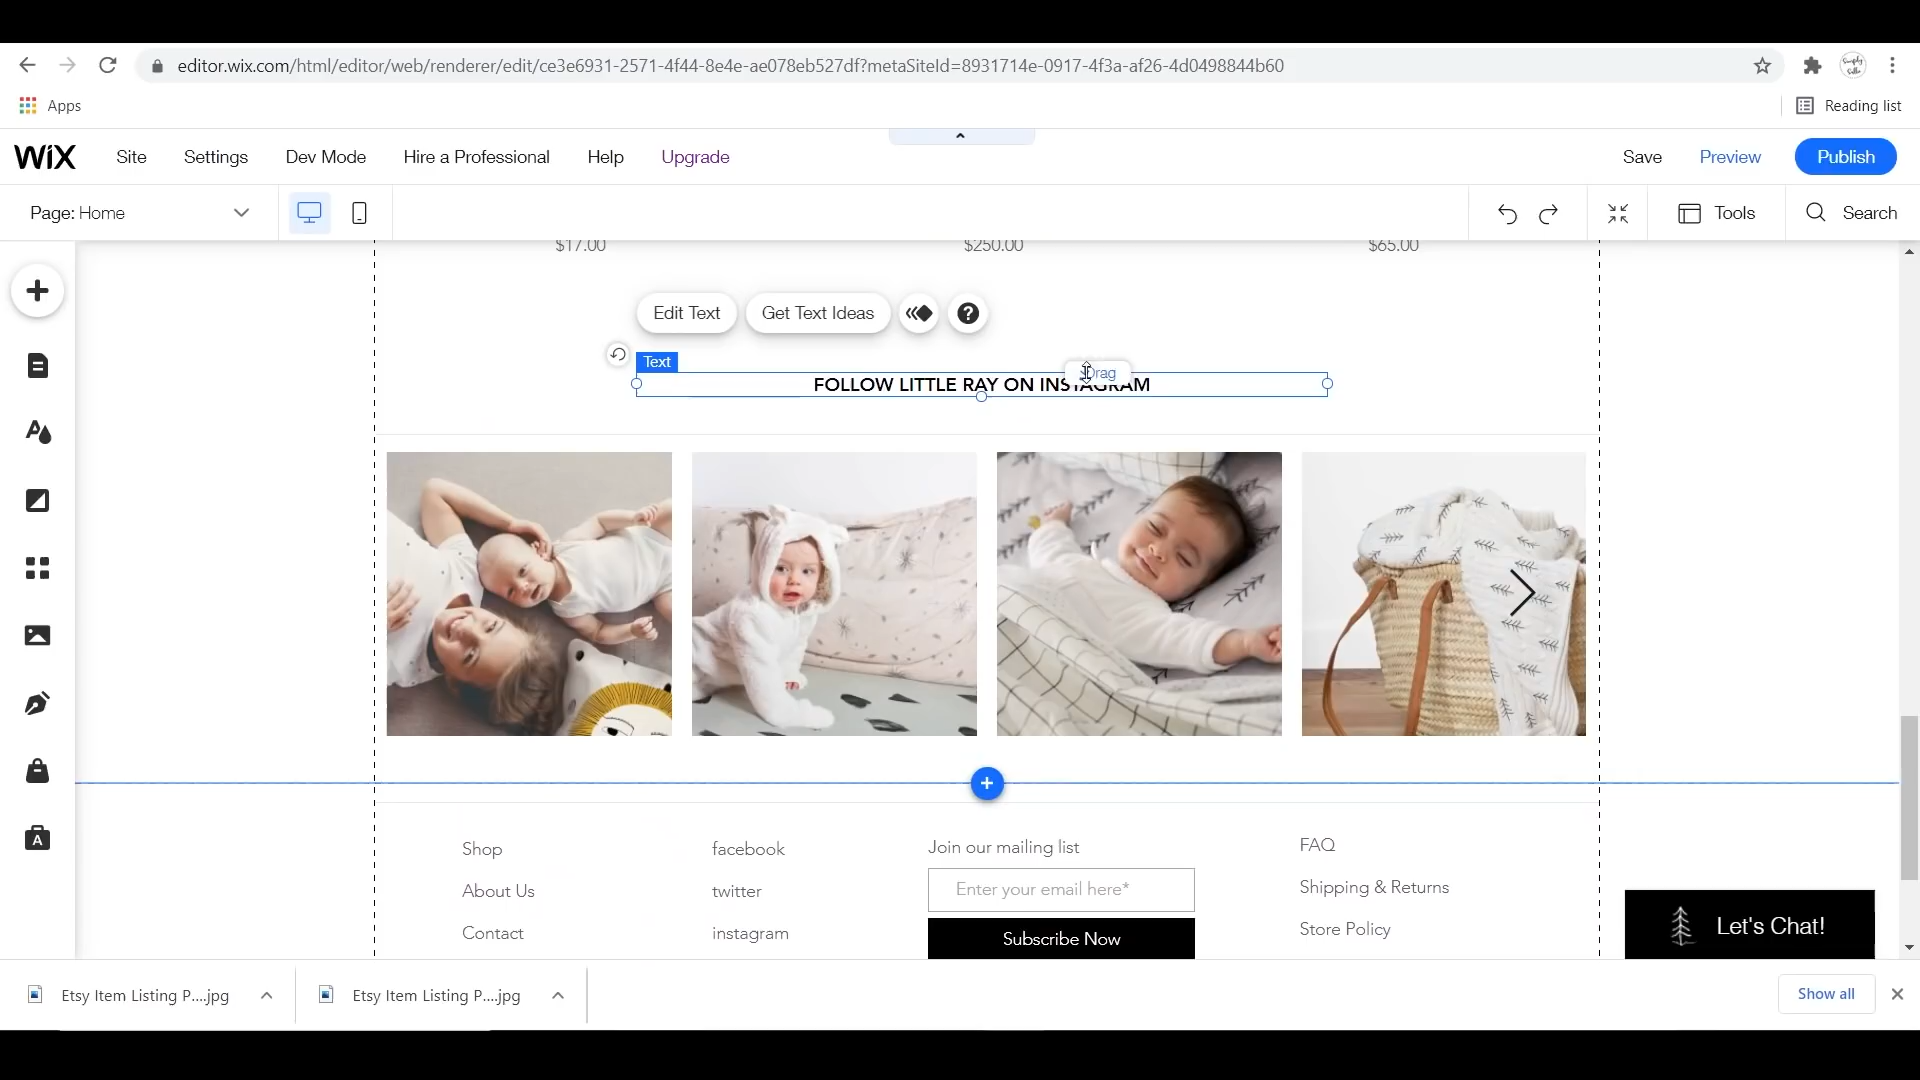 editor.wix.com/html/editor/web/renderer/edit/ce3e6931-2571-4f44-8e4e-ae078eb527df?metaSiteId=8931714e-0917-4f3a-af26-4d0498844b60
Apps
Reading list
WiX Site Settings Dev Mode Hire a Professional Help Upgrade Save Preview Publish
Page: Home Tools Search
$17.00 $250.00 $65.00
Edit Text Get Text Ideas ?
Text
Drag
FOLLOW LITTLE RAY ON INSTAGRAM
Shop facebook Join our mailing list FAQ
About Us twitter Enter your email here* Shipping & Returns
Contact instagram Subscribe Now Store Policy
Let's Chat!
Etsy Item Listing P....jpg Etsy Item Listing P....jpg Show all